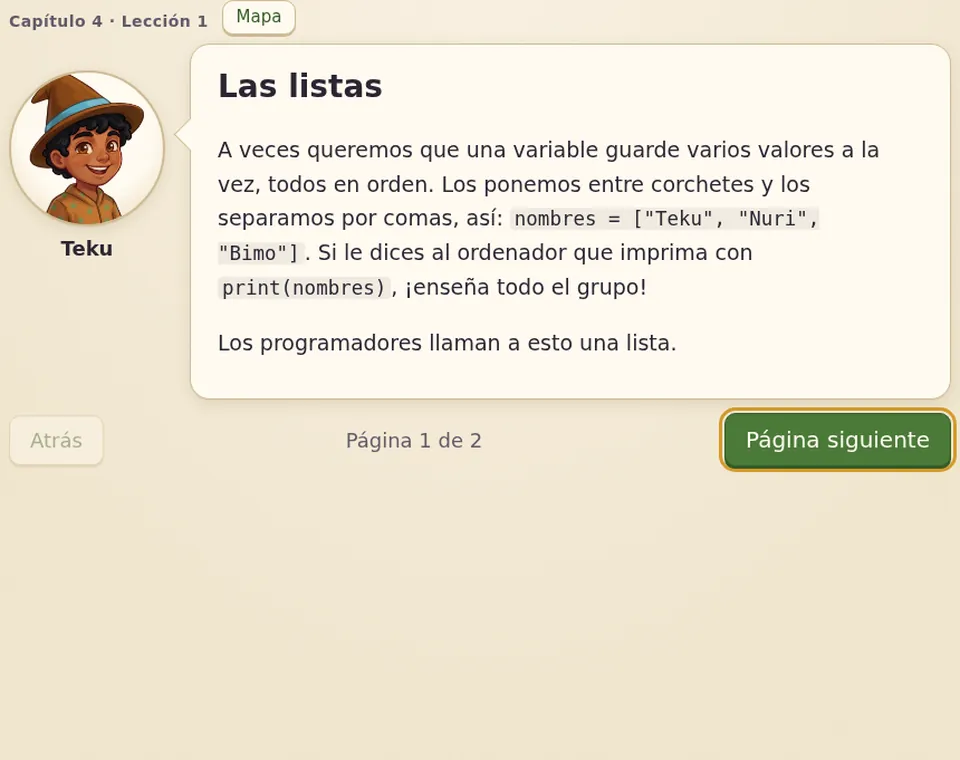 Capítulo 4 · Lección 1
Mapa
Las listas
A veces queremos que una variable guarde varios valores a la
vez, todos en orden. Los ponemos entre corchetes y los
separamos por comas, así: nombres = ["Teku", "Nuri",
"Bimo"]. Si le dices al ordenador que imprima con
print(nombres), ¡enseña todo el grupo!
Los programadores llaman a esto una lista.
Teku
Atrás
Página 1 de 2
Página siguiente